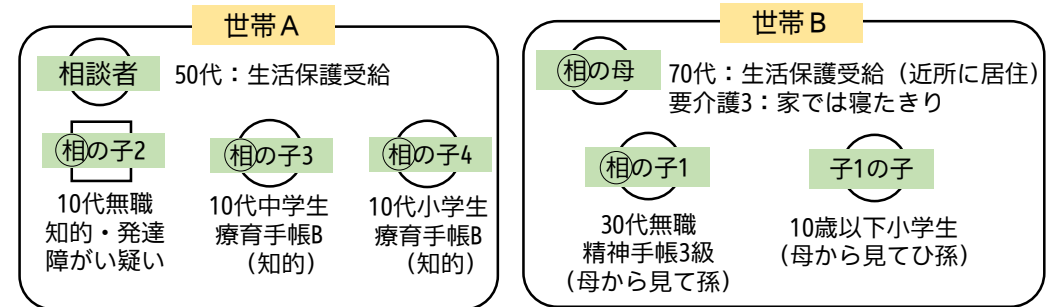 世帯A
相談者
50代：生活保護受給
㊝の子2
10代無職
知的・発達
障がい疑い
相の子3
10代中学生
療育手帳B
（知的）
相の子4
10代小学生
療育手帳B
（知的）
世帯B
相の母
70代：生活保護受給（近所に居住）
要介護3：家では寝たきり
相の子1
30代無職
精神手帳3級
（母から見て孫）
子1の子
10歳以下小学生
（母から見てひ孫）